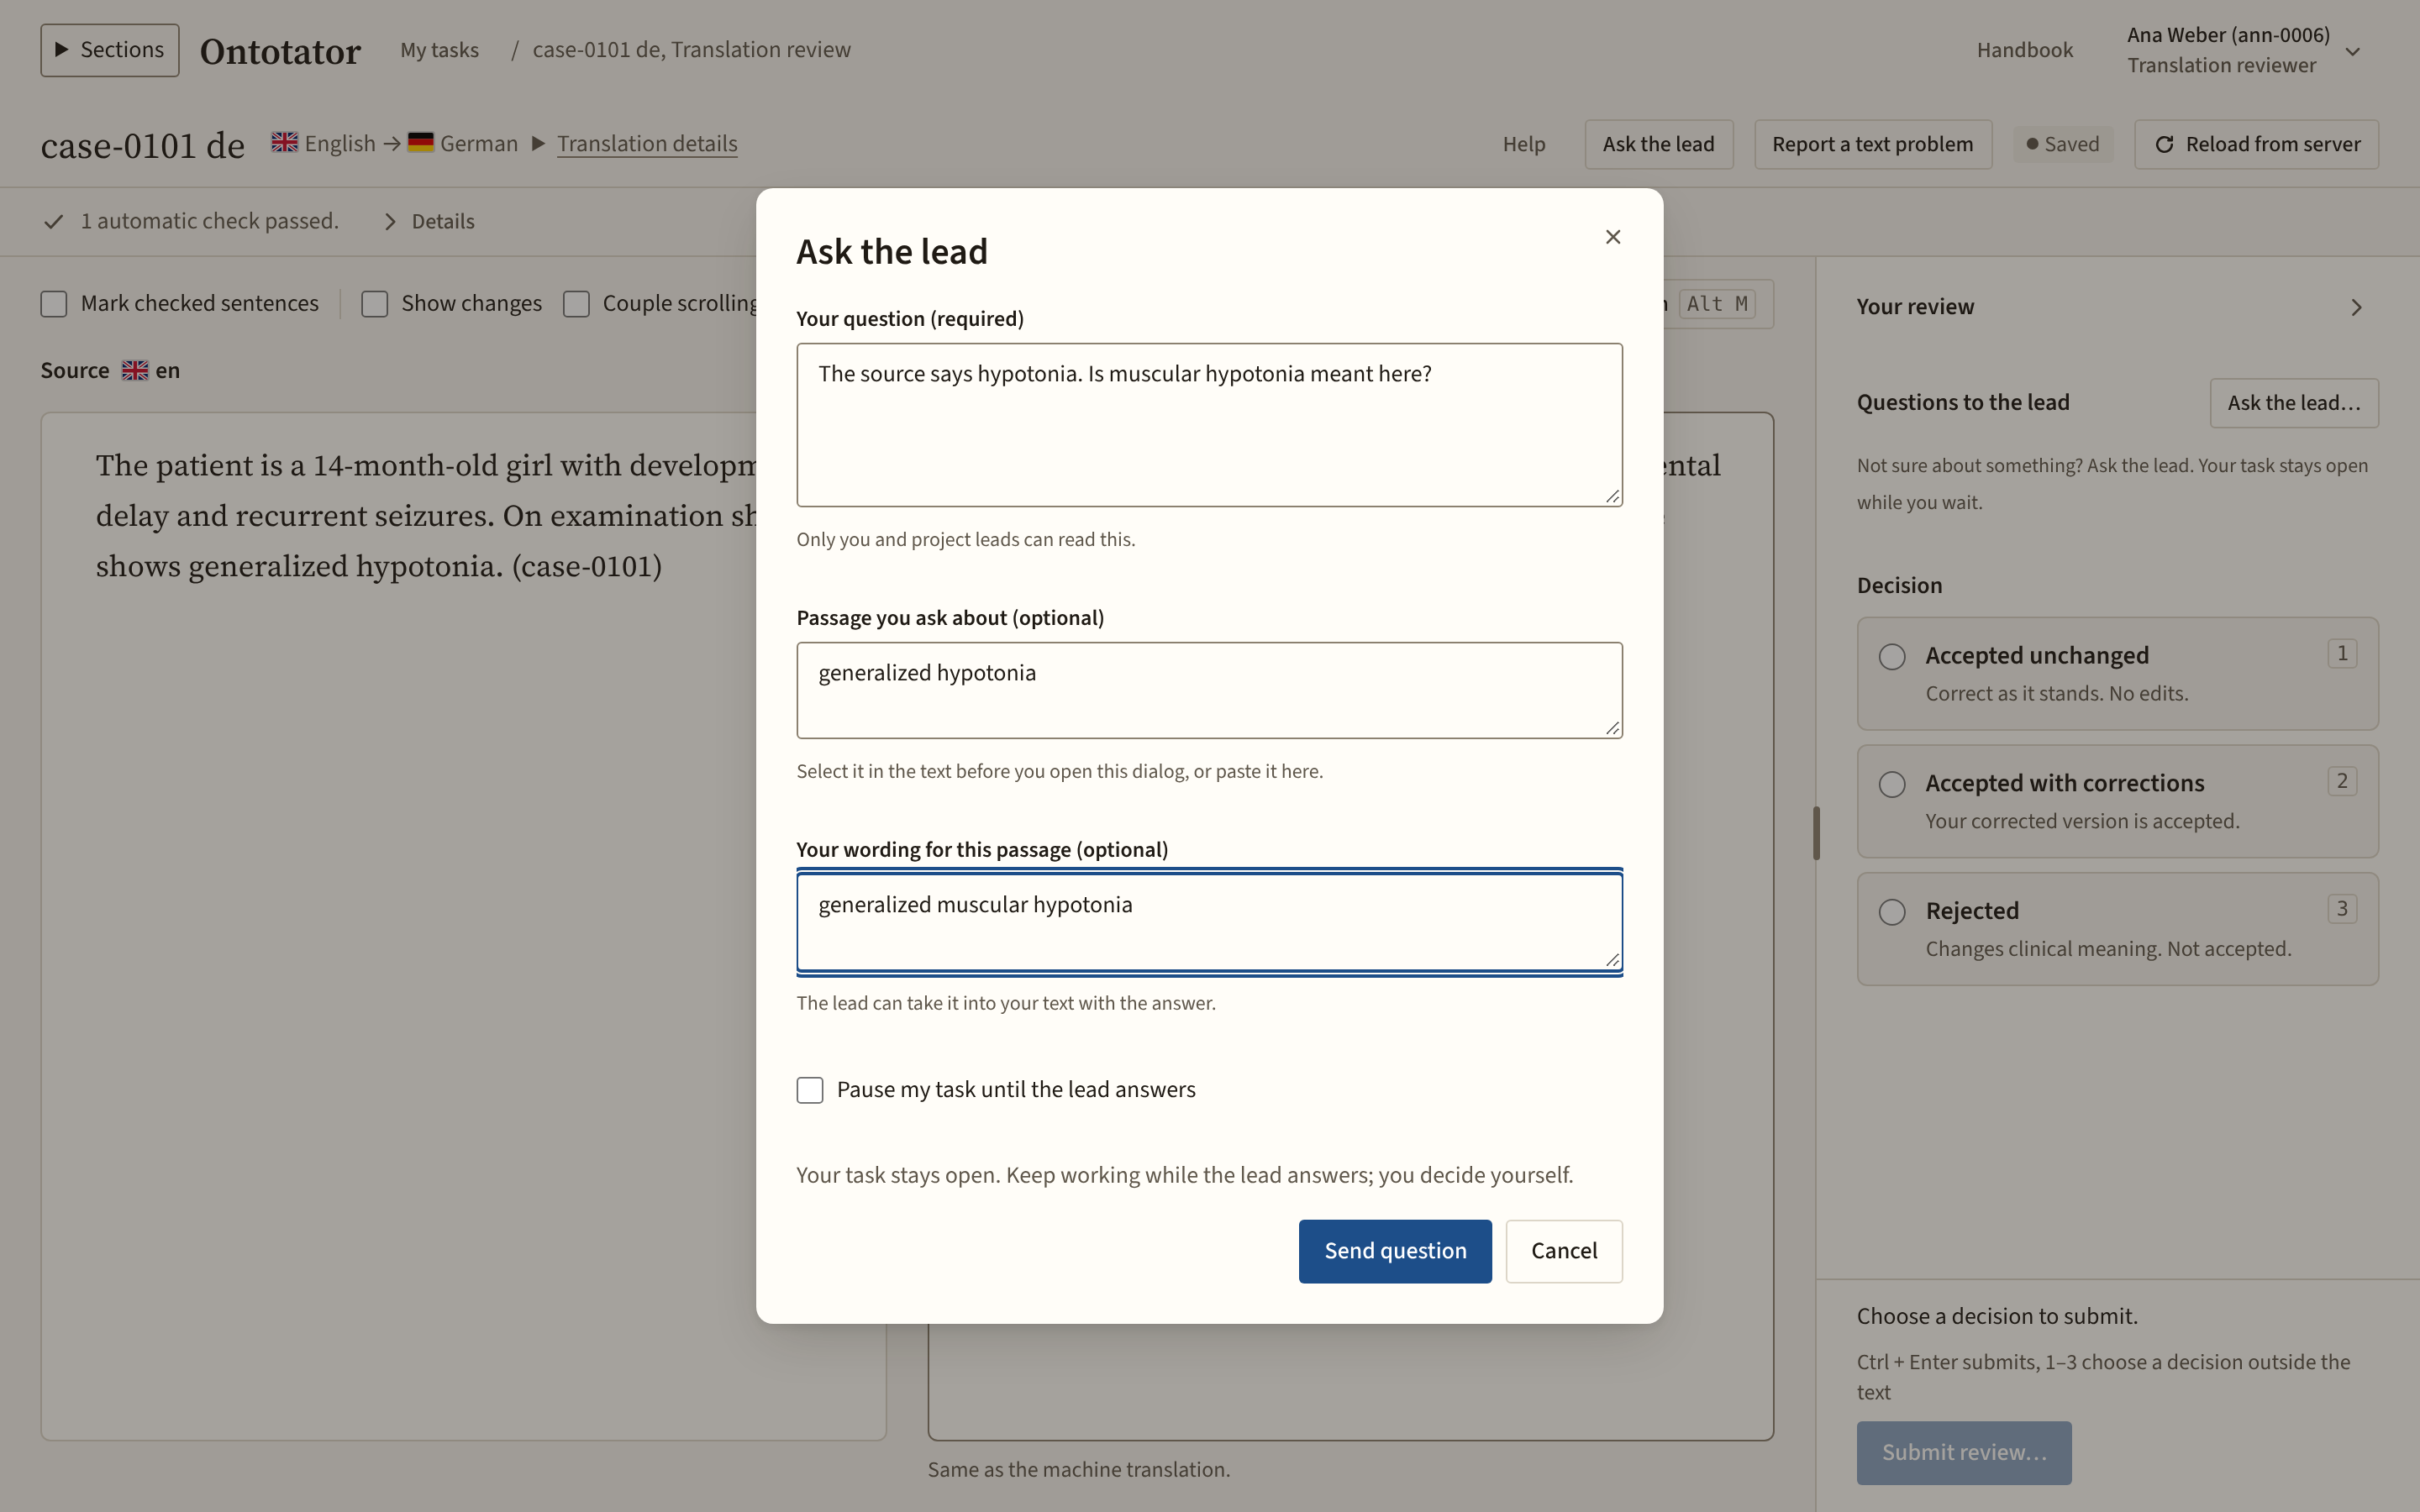 Sections
Ontotator
My tasks / case-0101 de, Translation review
Handbook
Ana Weber (ann-0006)
Translation reviewer
case-0101 de
English → German
Translation details
Help
Ask the lead
Report a text problem
Saved
Reload from server
1 automatic check passed.
Details
Mark checked sentences
Show changes
Couple scrolling
Alt M
Source en
The patient is a 14-month-old girl with
delay and recurrent seizures. On examination
shows generalized hypotonia. (case-0101)
Same as the machine translation.
Ask the lead
Your question (required)
The source says hypotonia. Is muscular hypotonia meant here?
Only you and project leads can read this.
Passage you ask about (optional)
generalized hypotonia
Select it in the text before you open this dialog, or paste it here.
Your wording for this passage (optional)
generalized muscular hypotonia
The lead can take it into your text with the answer.
Pause my task until the lead answers
Your task stays open. Keep working while the lead answers; you decide yourself.
Send question
Cancel
Your review
Questions to the lead
Ask the lead…
Not sure about something? Ask the lead. Your task stays open
while you wait.
Decision
Accepted unchanged 1
Correct as it stands. No edits.
Accepted with corrections 2
Your corrected version is accepted.
Rejected 3
Changes clinical meaning. Not accepted.
Choose a decision to submit.
Ctrl + Enter submits, 1–3 choose a decision outside the
text
Submit review…